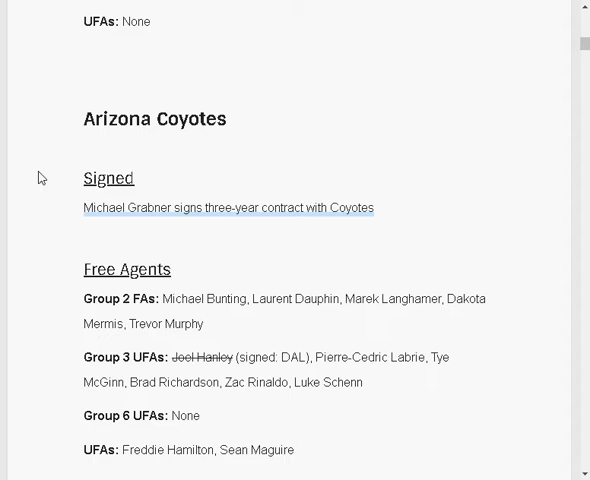 UFAs: None
Arizona Coyotes
Signed
Michael Grabner signs three-year contract with Coyotes
Free Agents
Group 2 FAs: Michael Bunting, Laurent Dauphin, Marek Langhamer, Dakota
Mermis, Trevor Murphy
Group 3 UFAs: Joel Hanley (signed: DAL), Pierre-Cedric Labrie, Tye
McGinn, Brad Richardson, Zac Rinaldo, Luke Schenn
Group 6 UFAs: None
UFAs: Freddie Hamilton, Sean Maguire